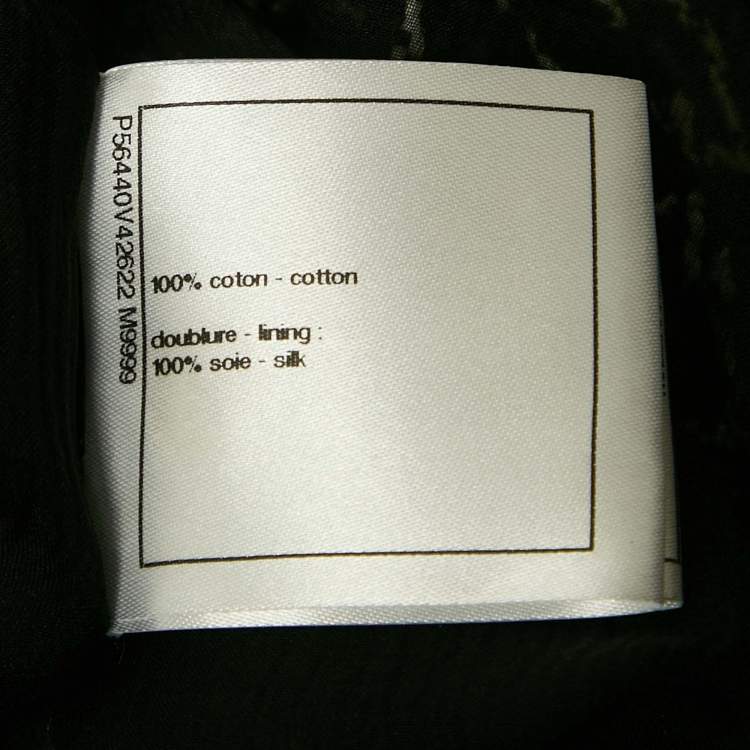 P56440V42622 M9999
100% coton - cotton
doublure - lining :
100% soie - silk